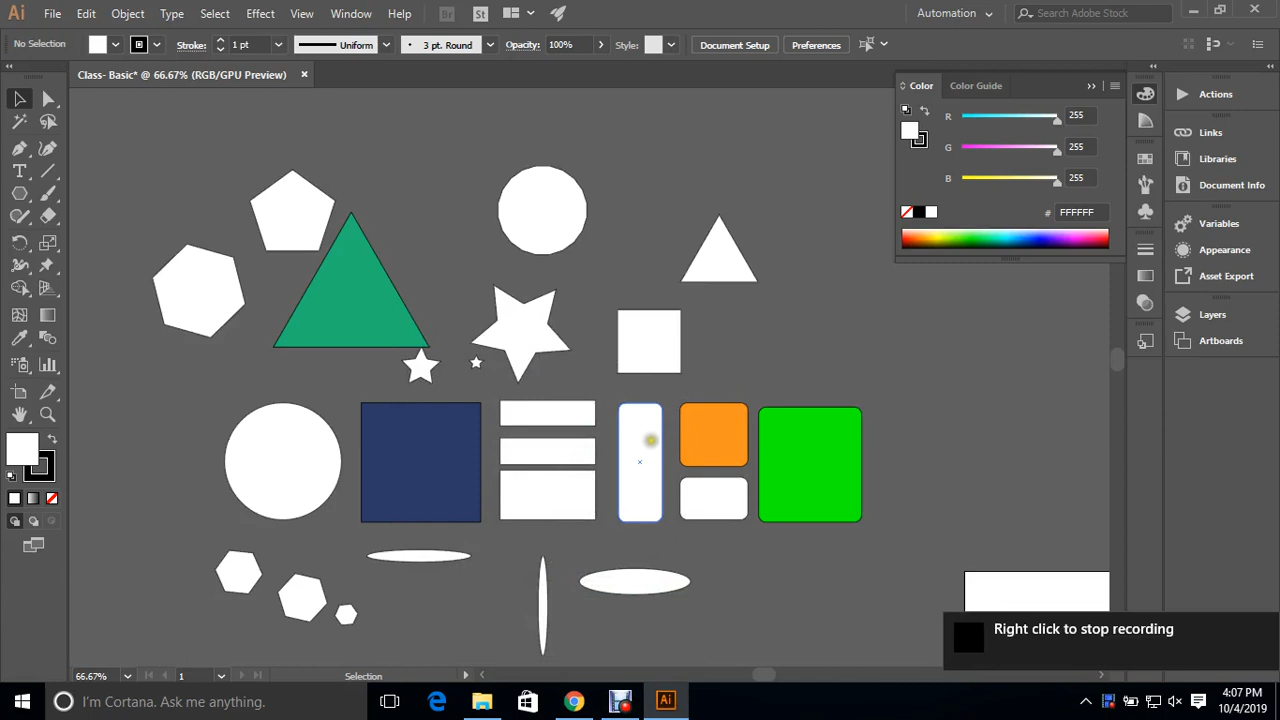 Ai File Edit Object Type Select Effect View Window Help Br St Automation Search Adobe Stock
No Selection Stroke: 1 pt Uniform 3 pt. Round Opacity: 100% Style: Document Setup Preferences
Class- Basic* @ 66.67% (RGB/GPU Preview)
Color Color Guide
R 255
G 255
B 255
# FFFFFF
Actions
Links
Libraries
Document Info
Variables
Appearance
Asset Export
Layers
Artboards
Right click to stop recording
66.67% 1 Selection
I'm Cortana. Ask me anything.
Ai
4:07 PM
10/4/2019